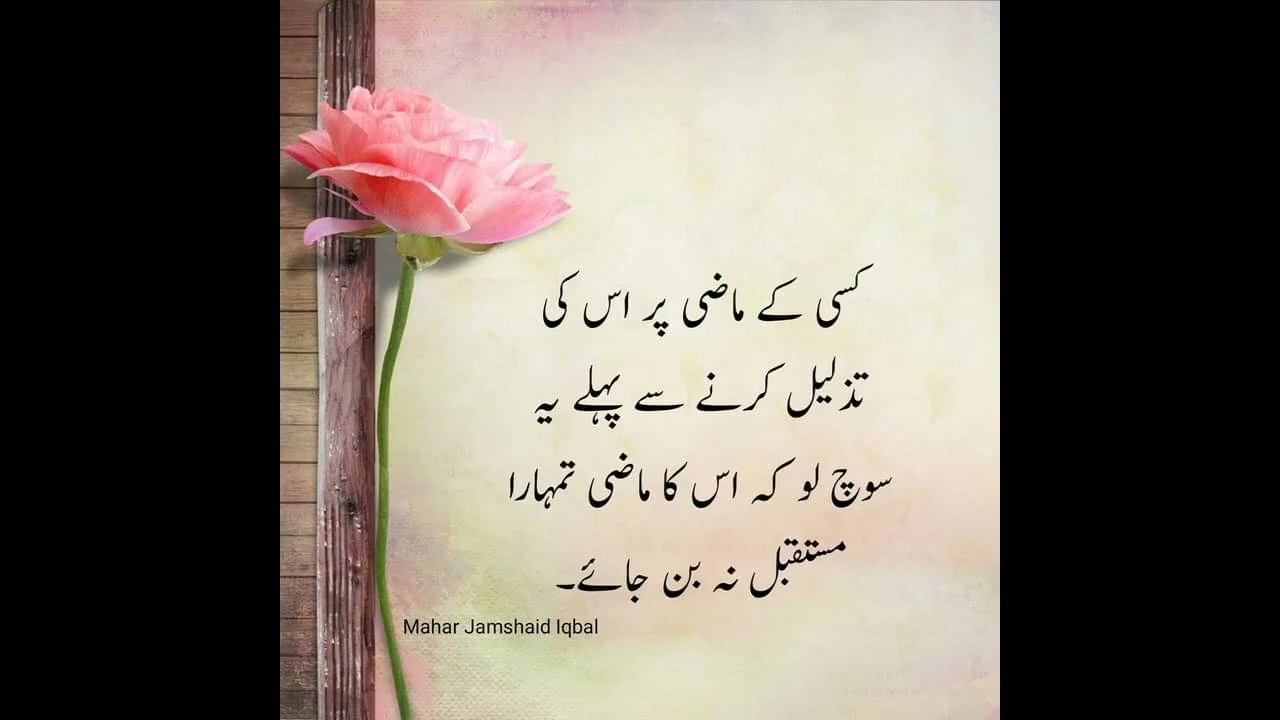 کسی کے ماضی پر اس کی
تذلیل کرنے سے پہلے یہ
سوچ لو کہ اس کا ماضی تمہارا
مستقبل نہ بن جائے۔
Mahar Jamshaid Iqbal